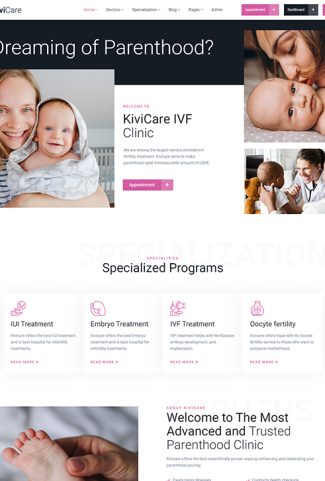 viCare
Home Doctors Specialization Blog Pages Admin
Appointment +
Dashboard +
Dreaming of Parenthood?
WELCOME TO
KiviCare IVF
Clinic
We are among the largest service providers in
fertility treatment. Kivicare aims to make
parenthood spell immeasurable amount of LOVE
Appointment +
SPECIALIZATION
SPECIALITIES
Specialized Programs
IUI Treatment
Kivicare offers the best IUI treatment
and is best hospital for infertility
treatments.
READ MORE
Embryo Treatment
Kivicare offers the best Embryo
treatment and is best hospital for
infertility treatments.
READ MORE
IVF Treatment
IVF treatment helps with fertilization,
embryo development, and
implantation.
READ MORE
Oocyte fertility
Kivicare offers hope with its Oocyte
fertility service to those who want to
postpone motherhood
READ MORE
ABOUT KIVICARE
Welcome to The Most
Advanced and Trusted
Parenthood Clinic
Kivicare offers the best scientifically proven ways by enhancing and celebrating your
parenthood journey.